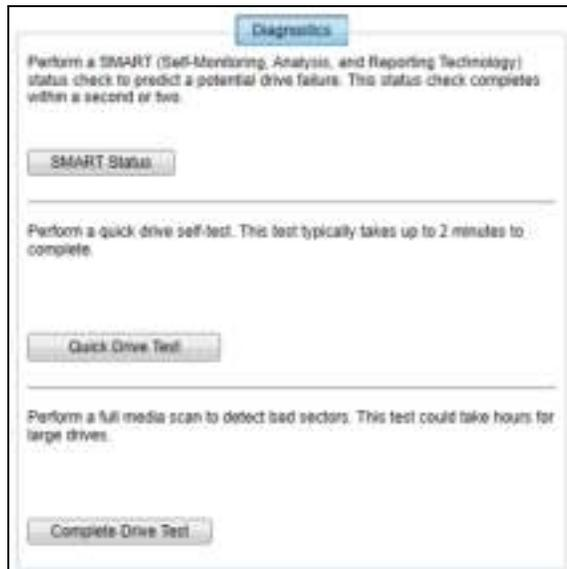 Diagnostics
Perform a SMART (Self-Monitoring, Analysis, and Reporting Technology)
status check to predict a potential drive failure. This status check completes
within a second or two.
SMART Status
Perform a quick drive self-test. This test typically takes up to 2 minutes to
complete.
Quick Drive Test
Perform a full media scan to detect bad sectors. This test could take hours for
large drives.
Complete Drive Test